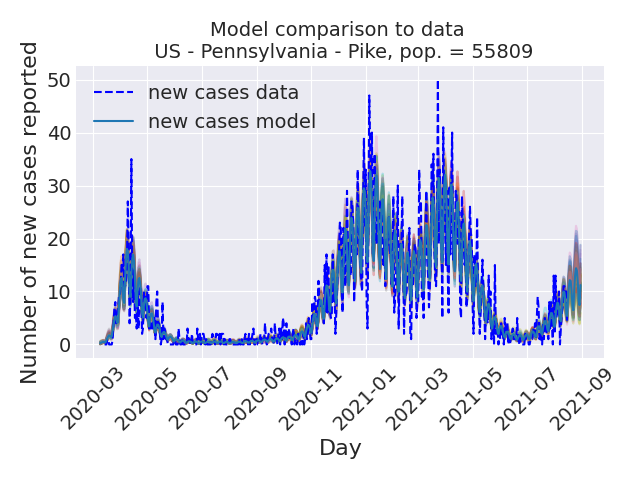 Model comparison to data
US - Pennsylvania - Pike, pop. = 55809
Number of new cases reported
50
40
30
20
10
0
new cases data
new cases model
2020-03
2020-05
2020-07
2020-09
2020-11
2021-01
2021-03
2021-05
2021-07
2021-09
Day